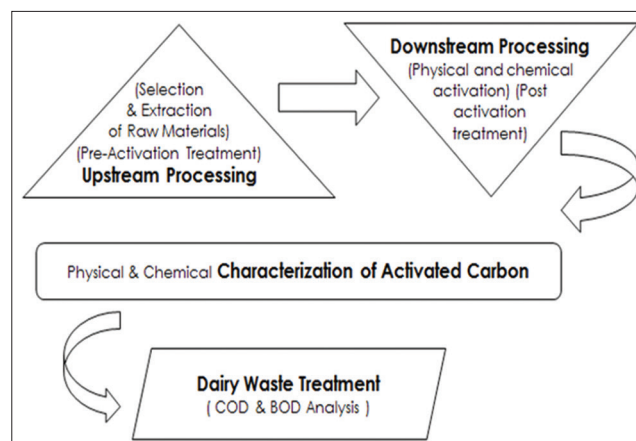 (Selection
& Extraction
of Raw Materials)
(Pre-Activation Treatment)
Upstream Processing
Downstream Processing
(Physical and chemical
activation) (Post
activation
treatment)
Physical & Chemical Characterization of Activated Carbon
Dairy Waste Treatment
( COD & BOD Analysis )